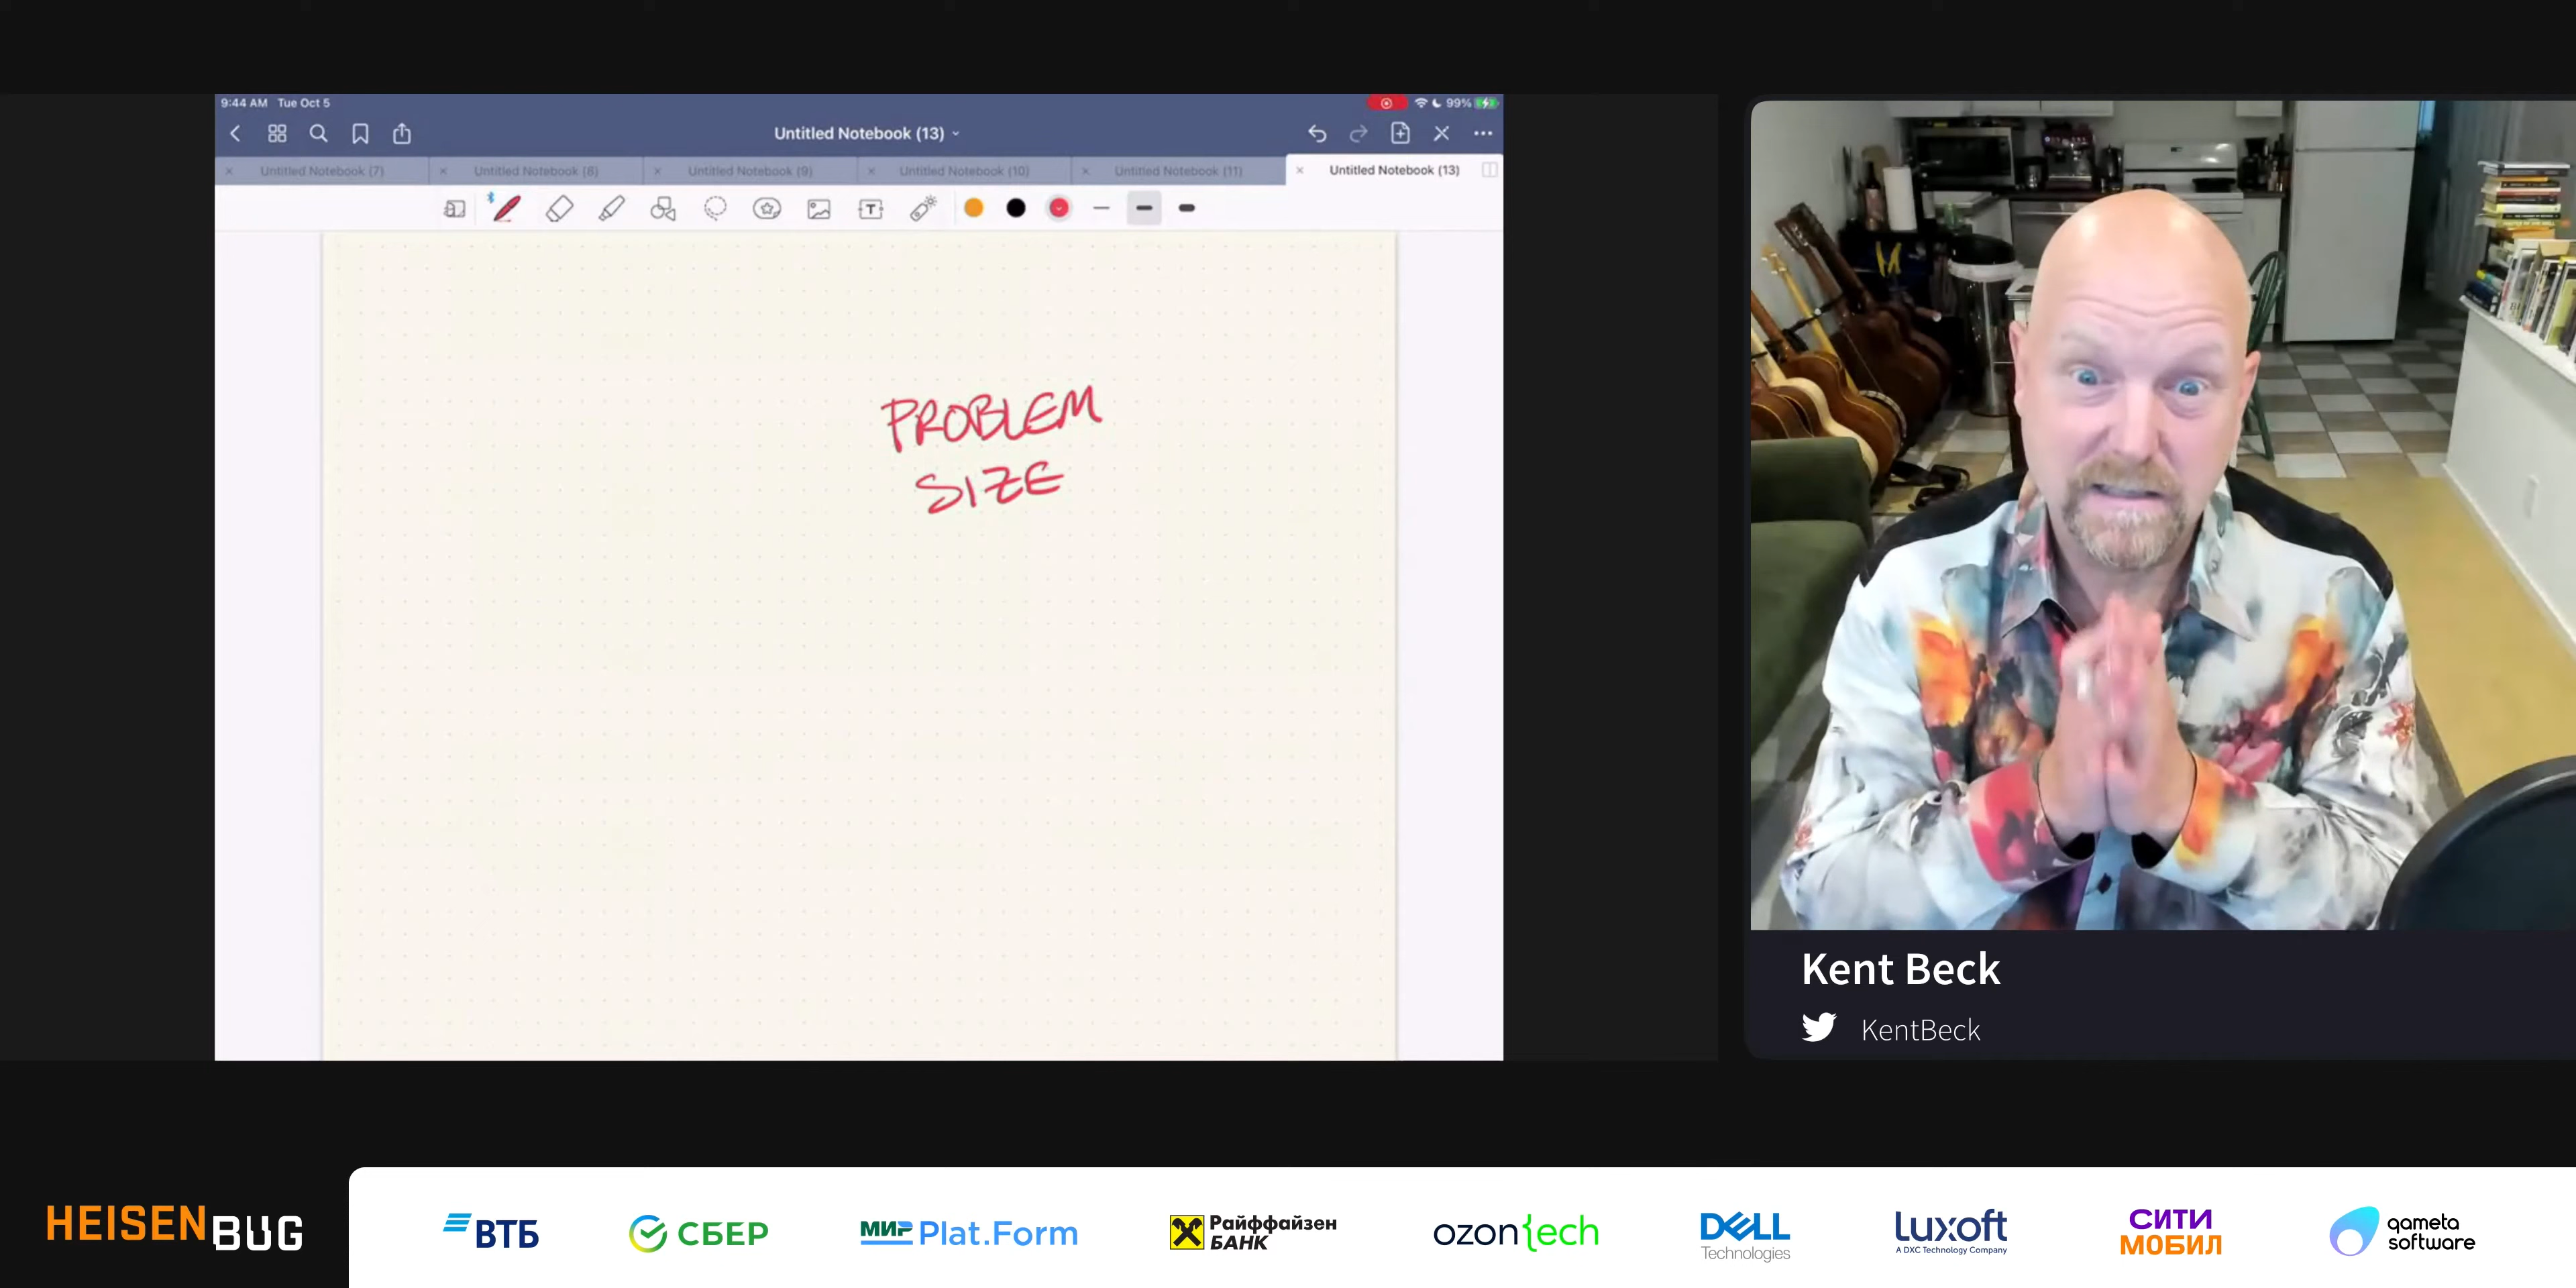 9:44 AM Tue Oct 5
99%
Untitled Notebook (13)
Untitled Notebook (7)
Untitled Notebook (8)
Untitled Notebook (9)
Untitled Notebook (10)
Untitled Notebook (11)
Untitled Notebook (13)
T
PROBLEM
SIZE
Kent Beck
KentBeck
HEISENBUG
ВТБ
СБЕР
МИР Plat.Form
Райффайзен
БАНК
ozon{ech
DELL
Technologies
Luxoft
A DXC Technology Company
СИТИ
МОБИЛ
qameta
software